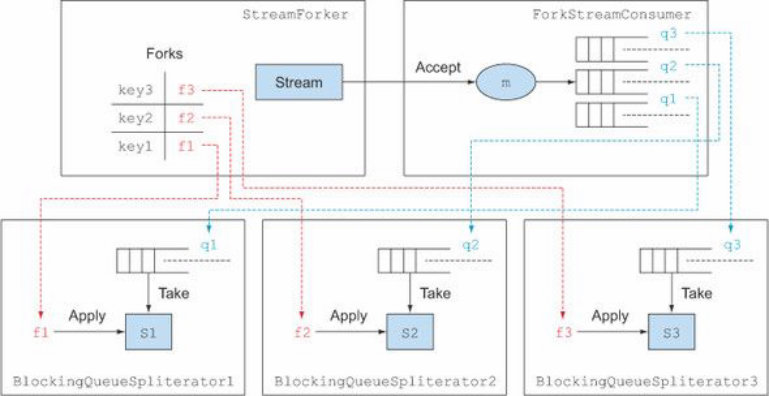 StreamForker
ForkStreamConsumer
Forks
key3 f3
key2 f2
key1 f1
Stream
Accept
m
q3
q2
q1
q1
Take
f1
Apply
S1
BlockingQueueSpliterator1
q2
Take
f2
Apply
S2
BlockingQueueSpliterator2
q3
Take
f3
Apply
S3
BlockingQueueSpliterator3